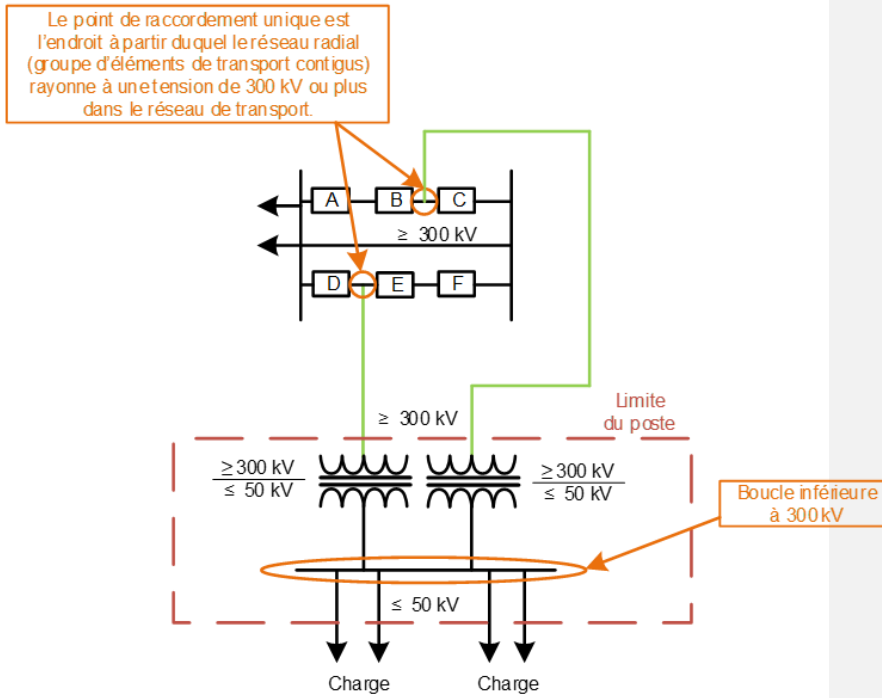 Le point de raccordement unique est
l'endroit à partir duquel le réseau radial
(groupe d'éléments de transport contigus)
rayonne à une tension de 300 kV ou plus
dans le réseau de transport.
A B C
≥ 300 kV
D E F
≥ 300 kV
Limite
du poste
≥ 300 kV
≤ 50 kV
≥ 300 kV
≤ 50 kV
Boucle inférieure
à 300 kV
≤ 50 kV
Charge Charge